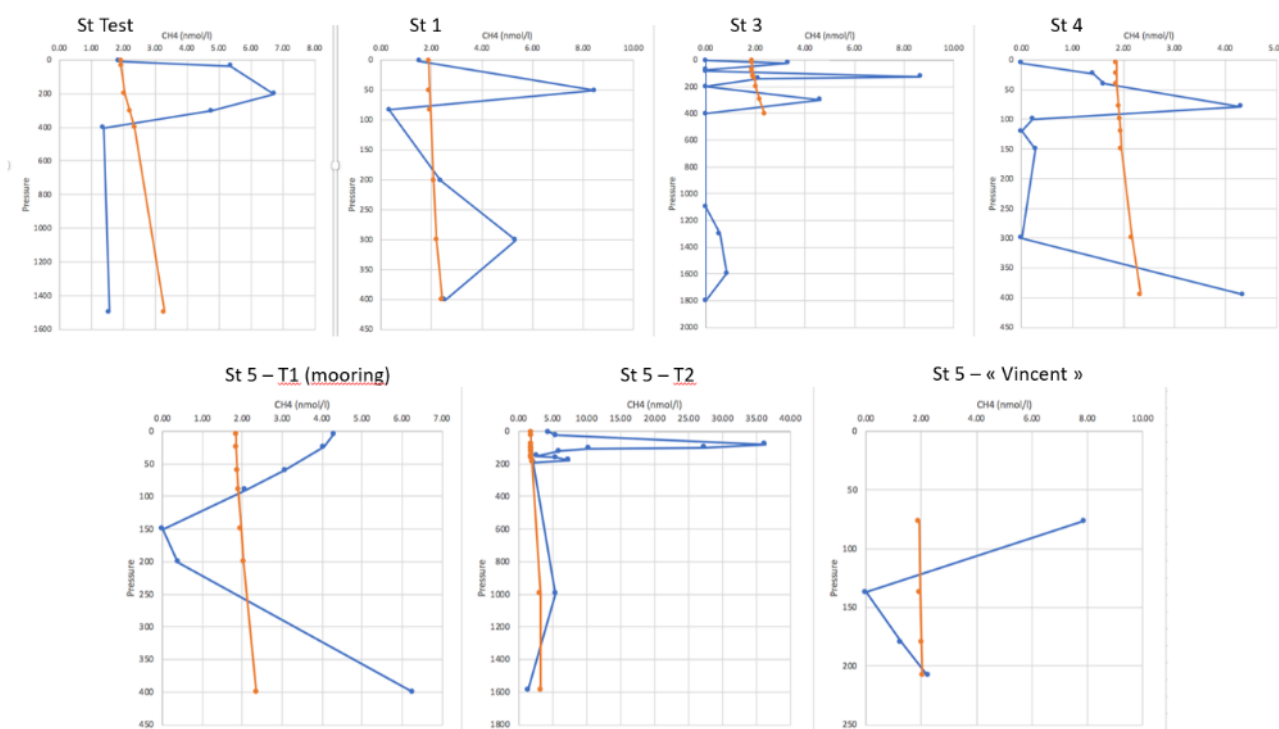 St Test
CH4 (nmol/l)
0.00 1.00 2.00 3.00 4.00 5.00 6.00 7.00 8.00
0
200
400
600
800
1000
1200
1400
1600
Pressure
St 1
CH4 (nmol/l)
0.00 2.00 4.00 6.00 8.00 10.00
0
50
100
150
200
250
300
350
400
450
Pressure
St 3
CH4 (nmol/l)
0.00 2.00 4.00 6.00 8.00 10.00
0
200
400
600
800
1000
1200
1400
1600
1800
2000
Pressure
St 4
CH4 (nmol/l)
0.00 1.00 2.00 3.00 4.00 5.0
0
50
100
150
200
250
300
350
400
450
Pressure
St 5 – T1 (mooring)
CH4 (nmol/l)
0.00 1.00 2.00 3.00 4.00 5.00 6.00 7.00
0
50
100
150
200
250
300
350
400
450
Pressure
St 5 – T2
CH4 (nmol/l)
0.00 5.00 10.00 15.00 20.00 25.00 30.00 35.00 40.00
0
200
400
600
800
1000
1200
1400
1600
1800
Pressure
St 5 – « Vincent »
CH4 (nmol/l)
0.00 2.00 4.00 6.00 8.00 10.00
0
50
100
150
200
250
Pressure